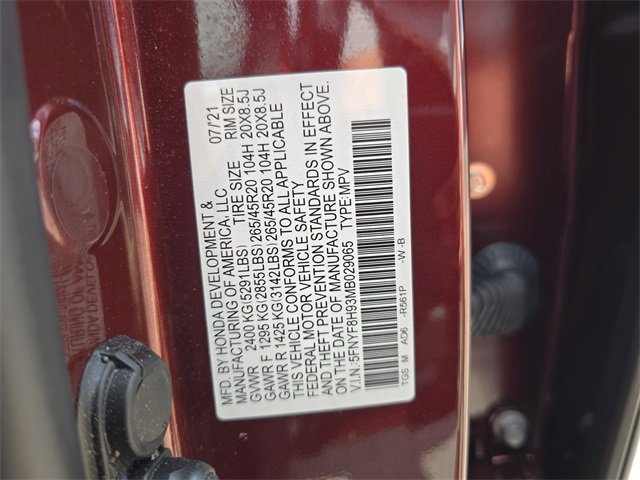 MFD. BY HONDA DEVELOPMENT & 07/21
MANUFACTURING OF AMERICA, LLC. TIRE SIZE RIM SIZE
GVWR 2400 KG(5291LBS)
GAWR F 1295 KG(2855LBS) 265/45R20 104H 20X8.5J
GAWR R 1425 KG(3142LBS) 265/45R20 104H 20X8.5J
THIS VEHICLE CONFORMS TO ALL APPLICABLE
FEDERAL MOTOR VEHICLE SAFETY
AND THEFT PREVENTION STANDARDS IN EFFECT
ON THE DATE OF MANUFACTURE SHOWN ABOVE.
V.I.N.:5FNYF8H93MB029065 TYPE:MPV
TGS M AD6 -R561P -W-B